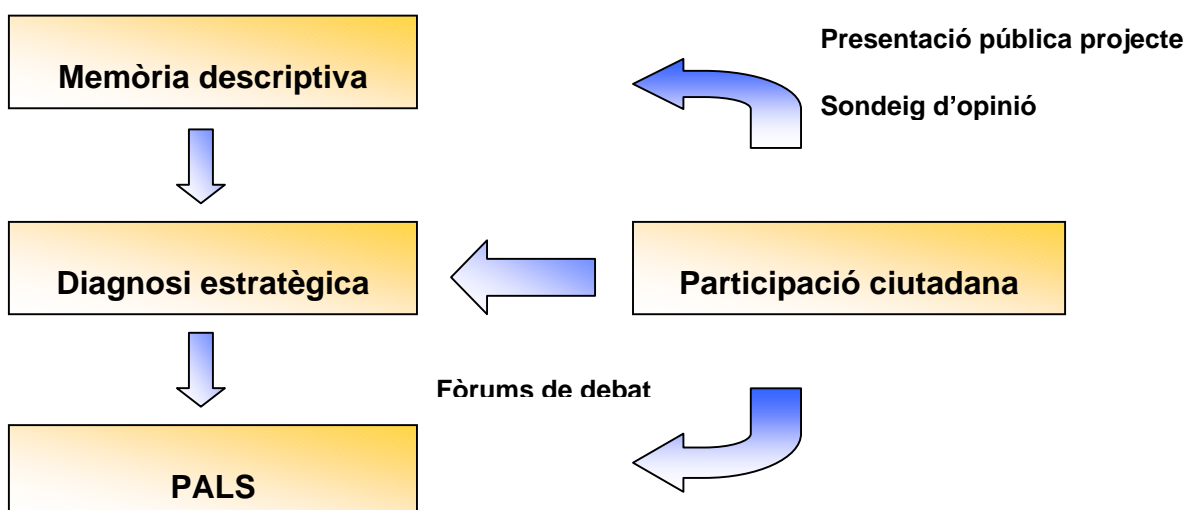 Presentació pública projecte
Memòria descriptiva
Sondeig d’opinió
Diagnosi estratègica
Participació ciutadana
Fòrums de debat
PALS